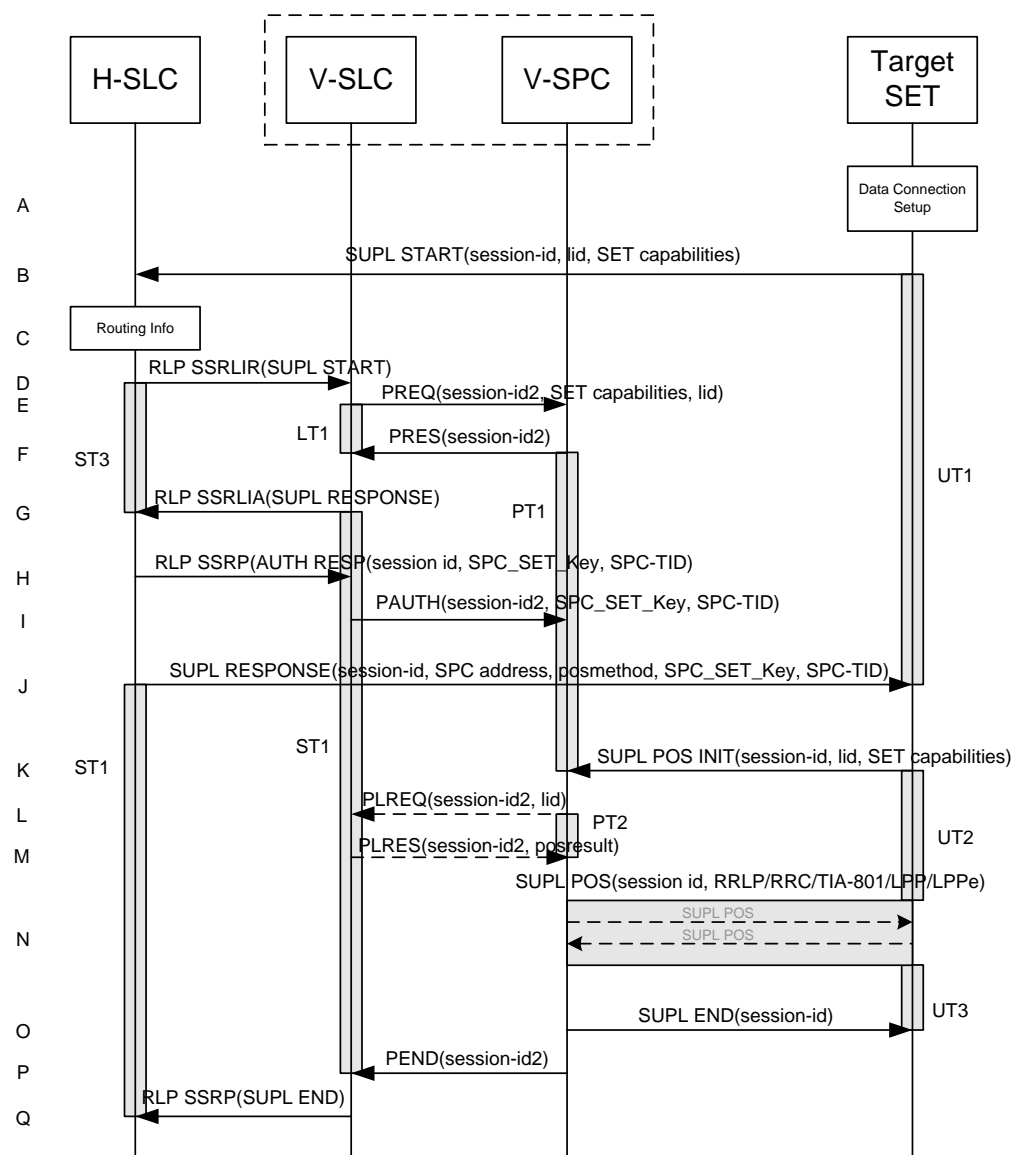 H-SLC
V-SLC
V-SPC
Target
SET
Data Connection
Setup
A
SUPL START(session-id, lid, SET capabilities)
B
Routing Info
C
RLP SSRLIR(SUPL START)
D
PREQ(session-id2, SET capabilities, lid)
E
LT1
PRES(session-id2)
F
ST3
UT1
RLP SSRLIA(SUPL RESPONSE)
G
PT1
RLP SSRP(AUTH RESP(session id, SPC_SET_Key, SPC-TID)
H
PAUTH(session-id2, SPC_SET_Key, SPC-TID)
I
SUPL RESPONSE(session-id, SPC address, posmethod, SPC_SET_Key, SPC-TID)
J
ST1
SUPL POS INIT(session-id, lid, SET capabilities)
K
ST1
PLREQ(session-id2, lid)
L
PT2
UT2
PLRES(session-id2, posresult)
M
SUPL POS(session id, RRLP/RRC/TIA-801/LPP/LPPe)
SUPL POS
SUPL POS
N
UT3
SUPL END(session-id)
O
PEND(session-id2)
P
RLP SSRP(SUPL END)
Q